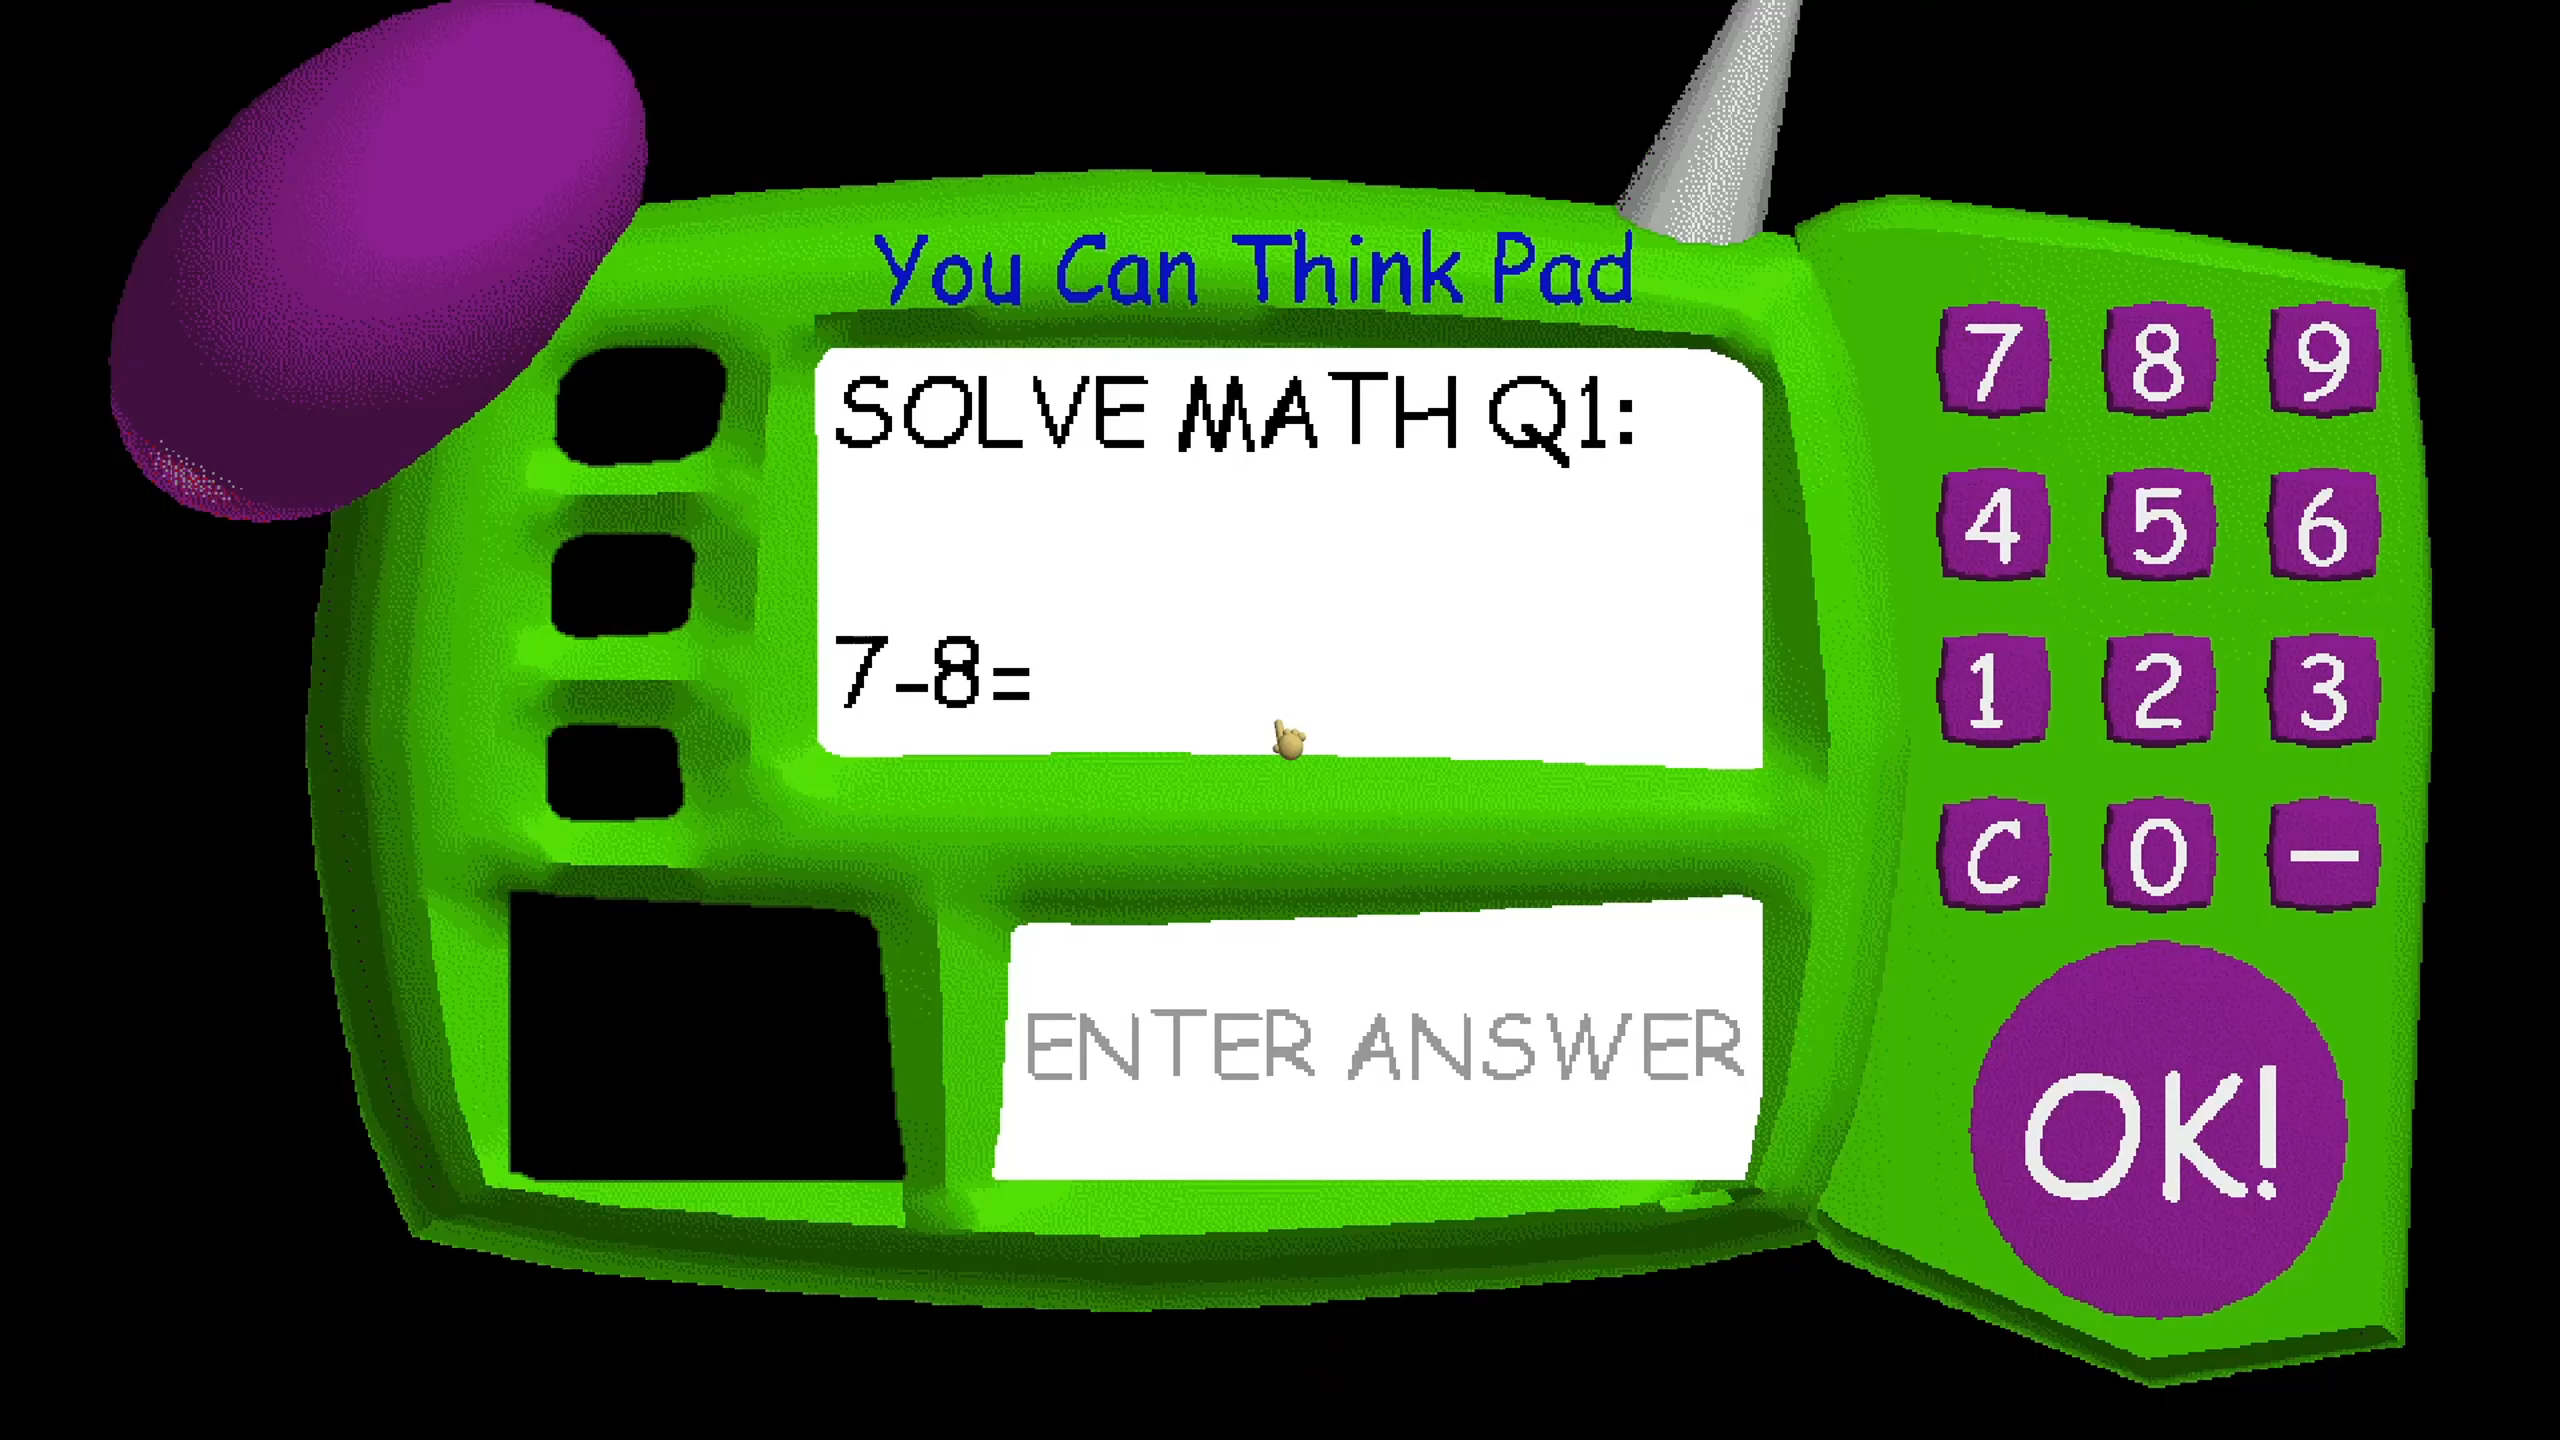 You Can Think Pad
SOLVE MATH Q1:
7-8=
ENTER ANSWER
7 8 9
4 5 6
1 2 3
C 0 –
OK!